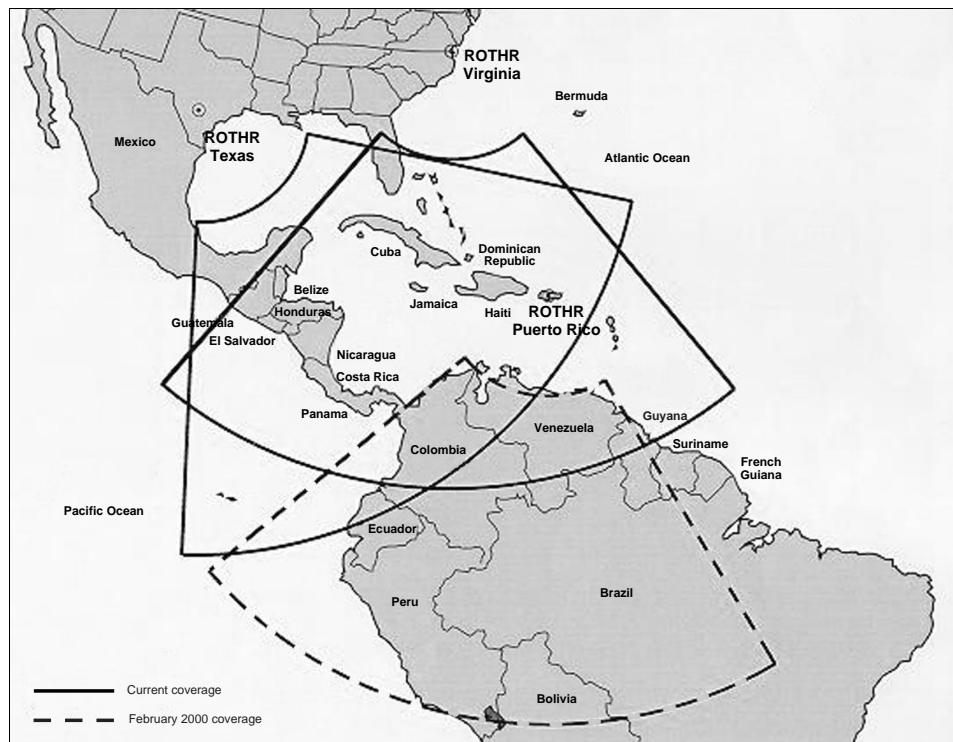 ROTHR
Virginia
Bermuda
Mexico
ROTHR
Texas
Atlantic Ocean
Cuba
Dominican
Republic
Belize
Jamaica
Haiti
ROTHR
Puerto Rico
Honduras
Guatemala
El Salvador
Nicaragua
Costa Rica
Panama
Guyana
Venezuela
Suriname
Colombia
French
Guiana
Pacific Ocean
Ecuador
Peru
Brazil
Bolivia
Current coverage
February 2000 coverage